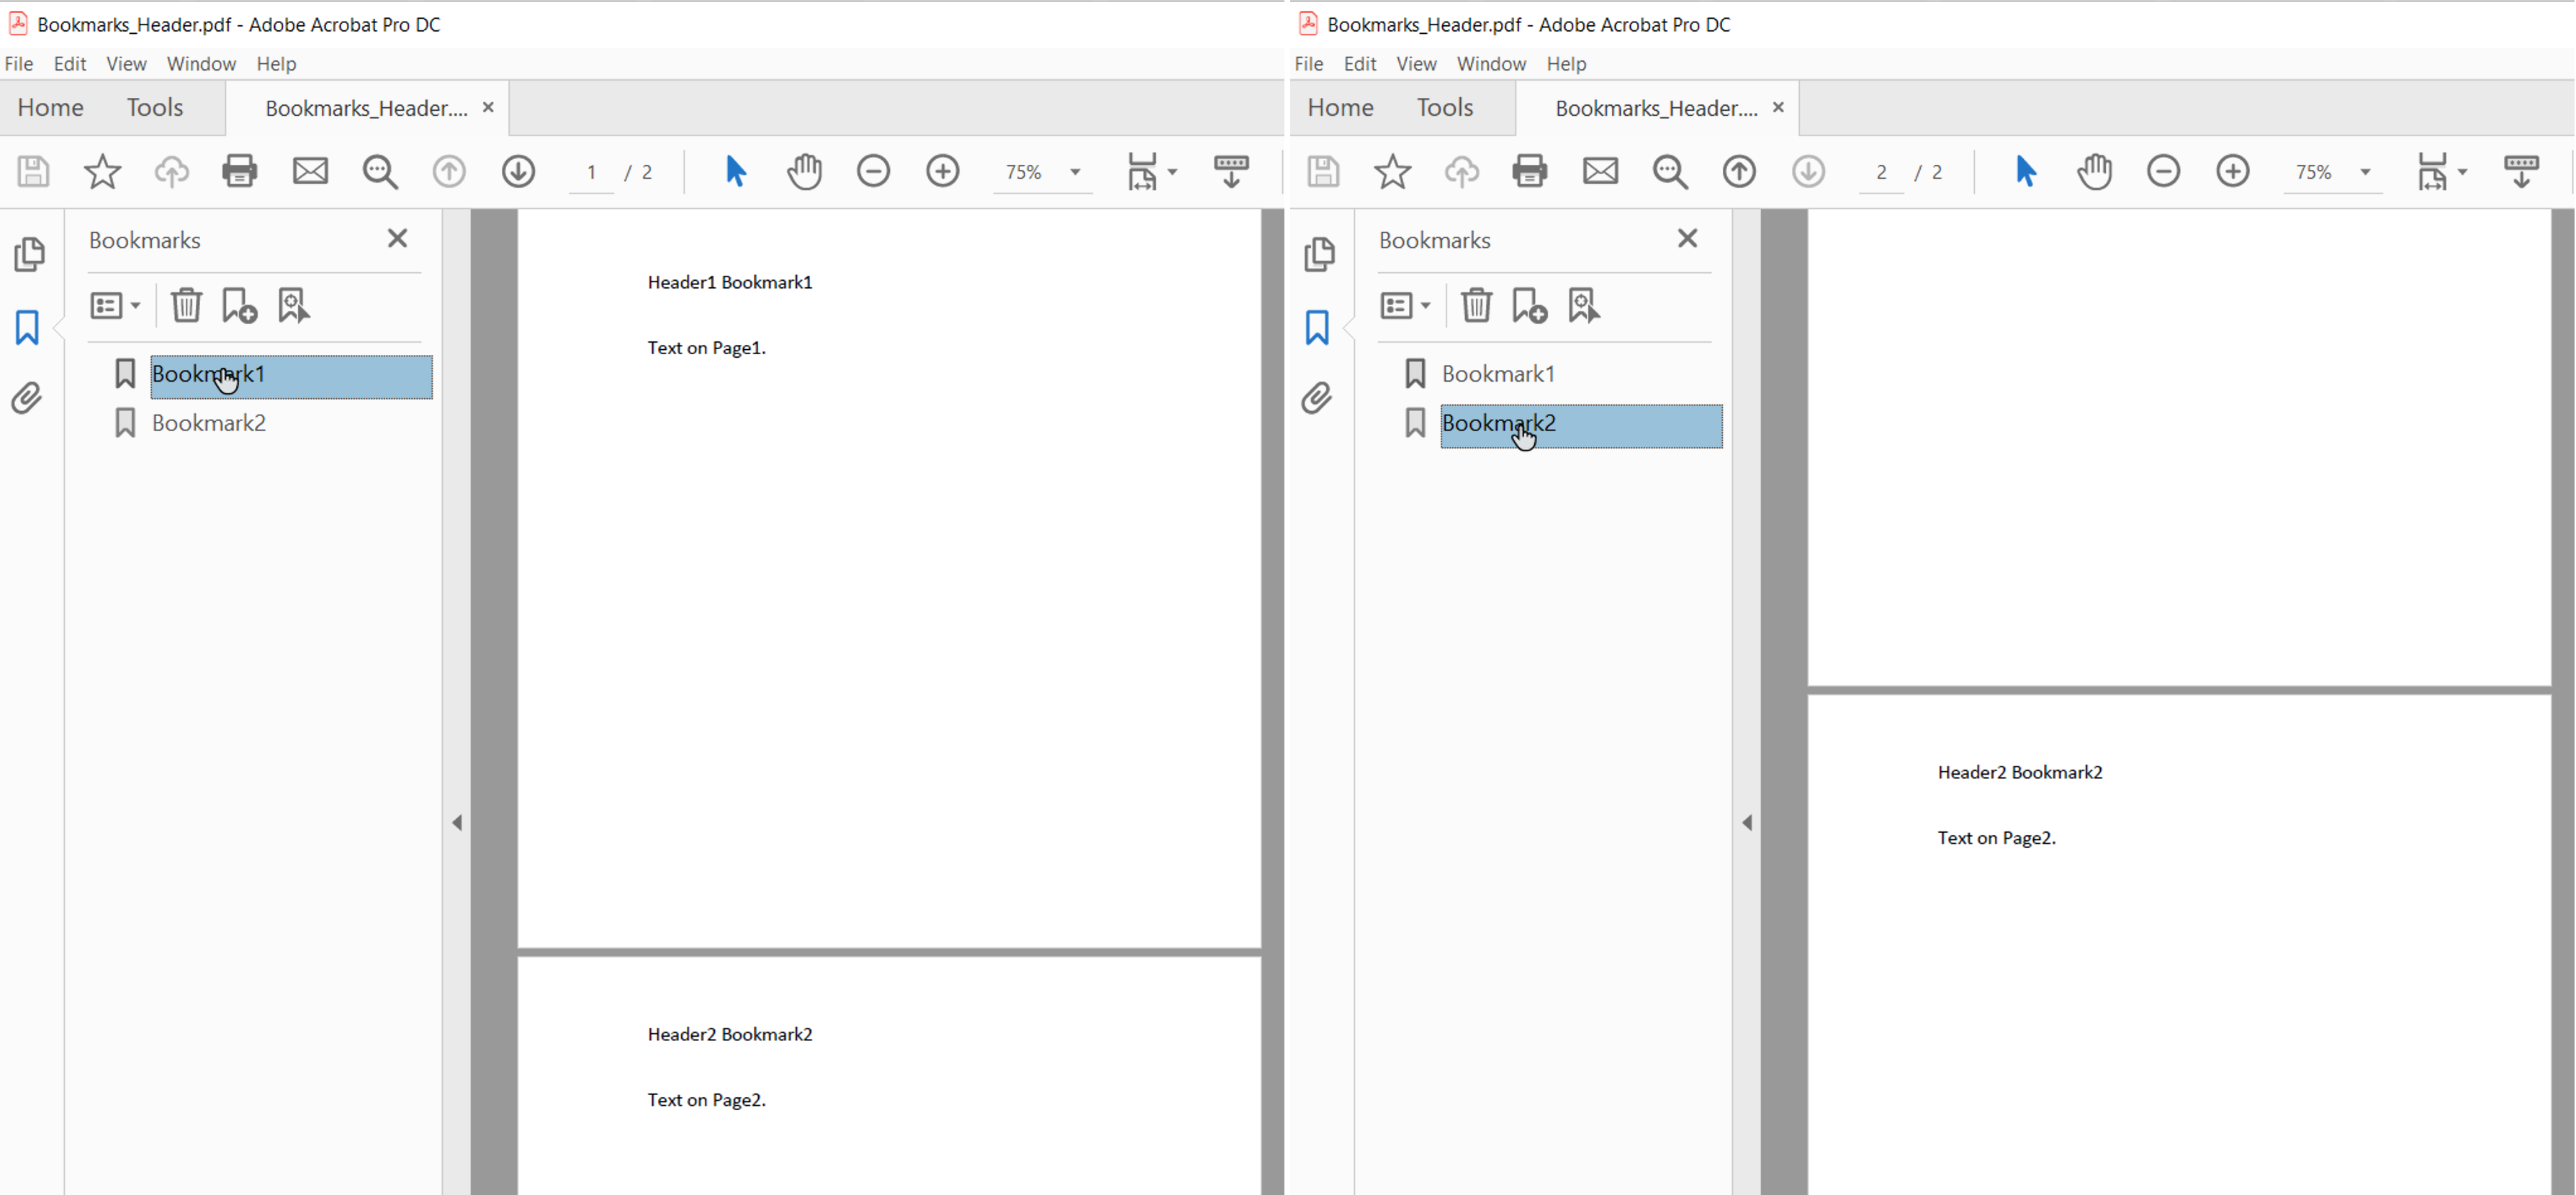 Bookmarks_Header.pdf - Adobe Acrobat Pro DC
File Edit View Window Help
Home Tools Bookmarks_Header.... ×
1 / 2 75%
Bookmarks
Bookmark1
Bookmark2
Header1 Bookmark1
Text on Page1.
Header2 Bookmark2
Text on Page2.
Bookmarks_Header.pdf - Adobe Acrobat Pro DC
File Edit View Window Help
Home Tools Bookmarks_Header.... ×
2 / 2 75%
Bookmarks
Bookmark1
Bookmark2
Header2 Bookmark2
Text on Page2.